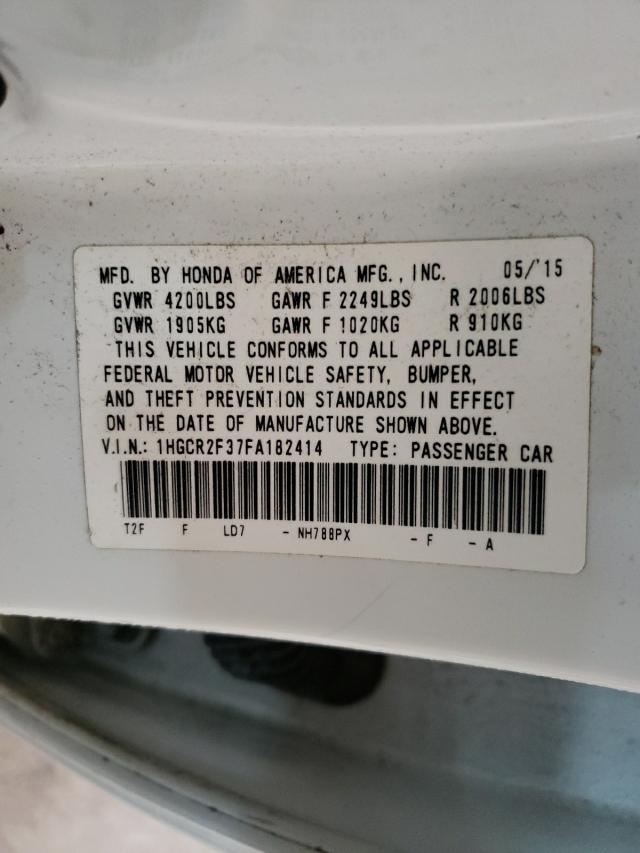 MFD. BY HONDA OF AMERICA MFG., INC. 05/'15
GVWR 4200LBS GAWR F 2249LBS R 2006LBS
GVWR 1905KG GAWR F 1020KG R 910KG
THIS VEHICLE CONFORMS TO ALL APPLICABLE
FEDERAL MOTOR VEHICLE SAFETY, BUMPER,
AND THEFT PREVENTION STANDARDS IN EFFECT
ON THE DATE OF MANUFACTURE SHOWN ABOVE.
V.I.N.: 1HGCR2F37FA182414 TYPE: PASSENGER CAR
T2F F LD7 - NH788PX - F - A